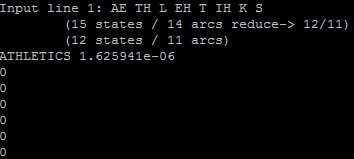 Input line 1: AE TH L EH T IH K S
(15 states / 14 arcs reduce-> 12/11)
(12 states / 11 arcs)
ATHLETICS 1.625941e-06
0
0
0
0
0
0